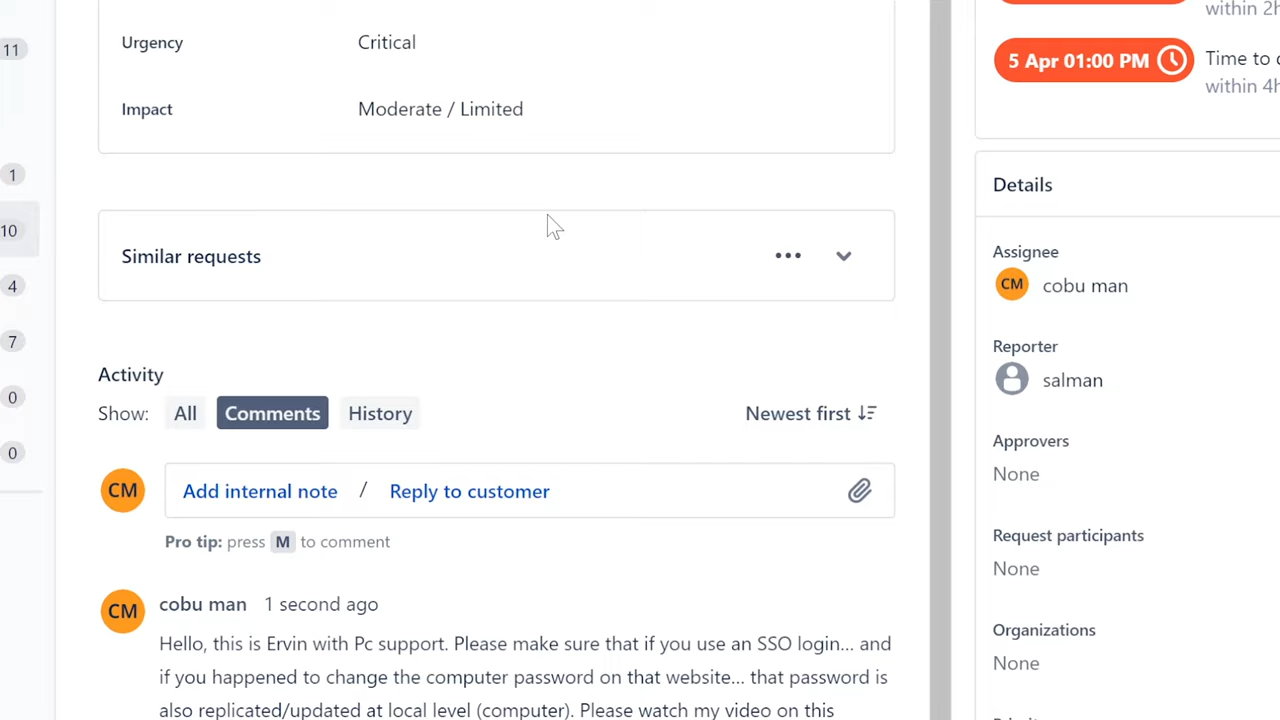 11
1
10
4
7
0
0
Urgency Critical
Impact Moderate / Limited
Similar requests
Activity
Show: All Comments History Newest first
CM Add internal note / Reply to customer
Pro tip: press M to comment
CM cobu man 1 second ago
Hello, this is Ervin with Pc support. Please make sure that if you use an SSO login... and
if you happened to change the computer password on that website... that password is
also replicated/updated at local level (computer). Please watch my video on this
within 2h
5 Apr 01:00 PM Time to
within 4h
Details
Assignee
CM cobu man
Reporter
salman
Approvers
None
Request participants
None
Organizations
None